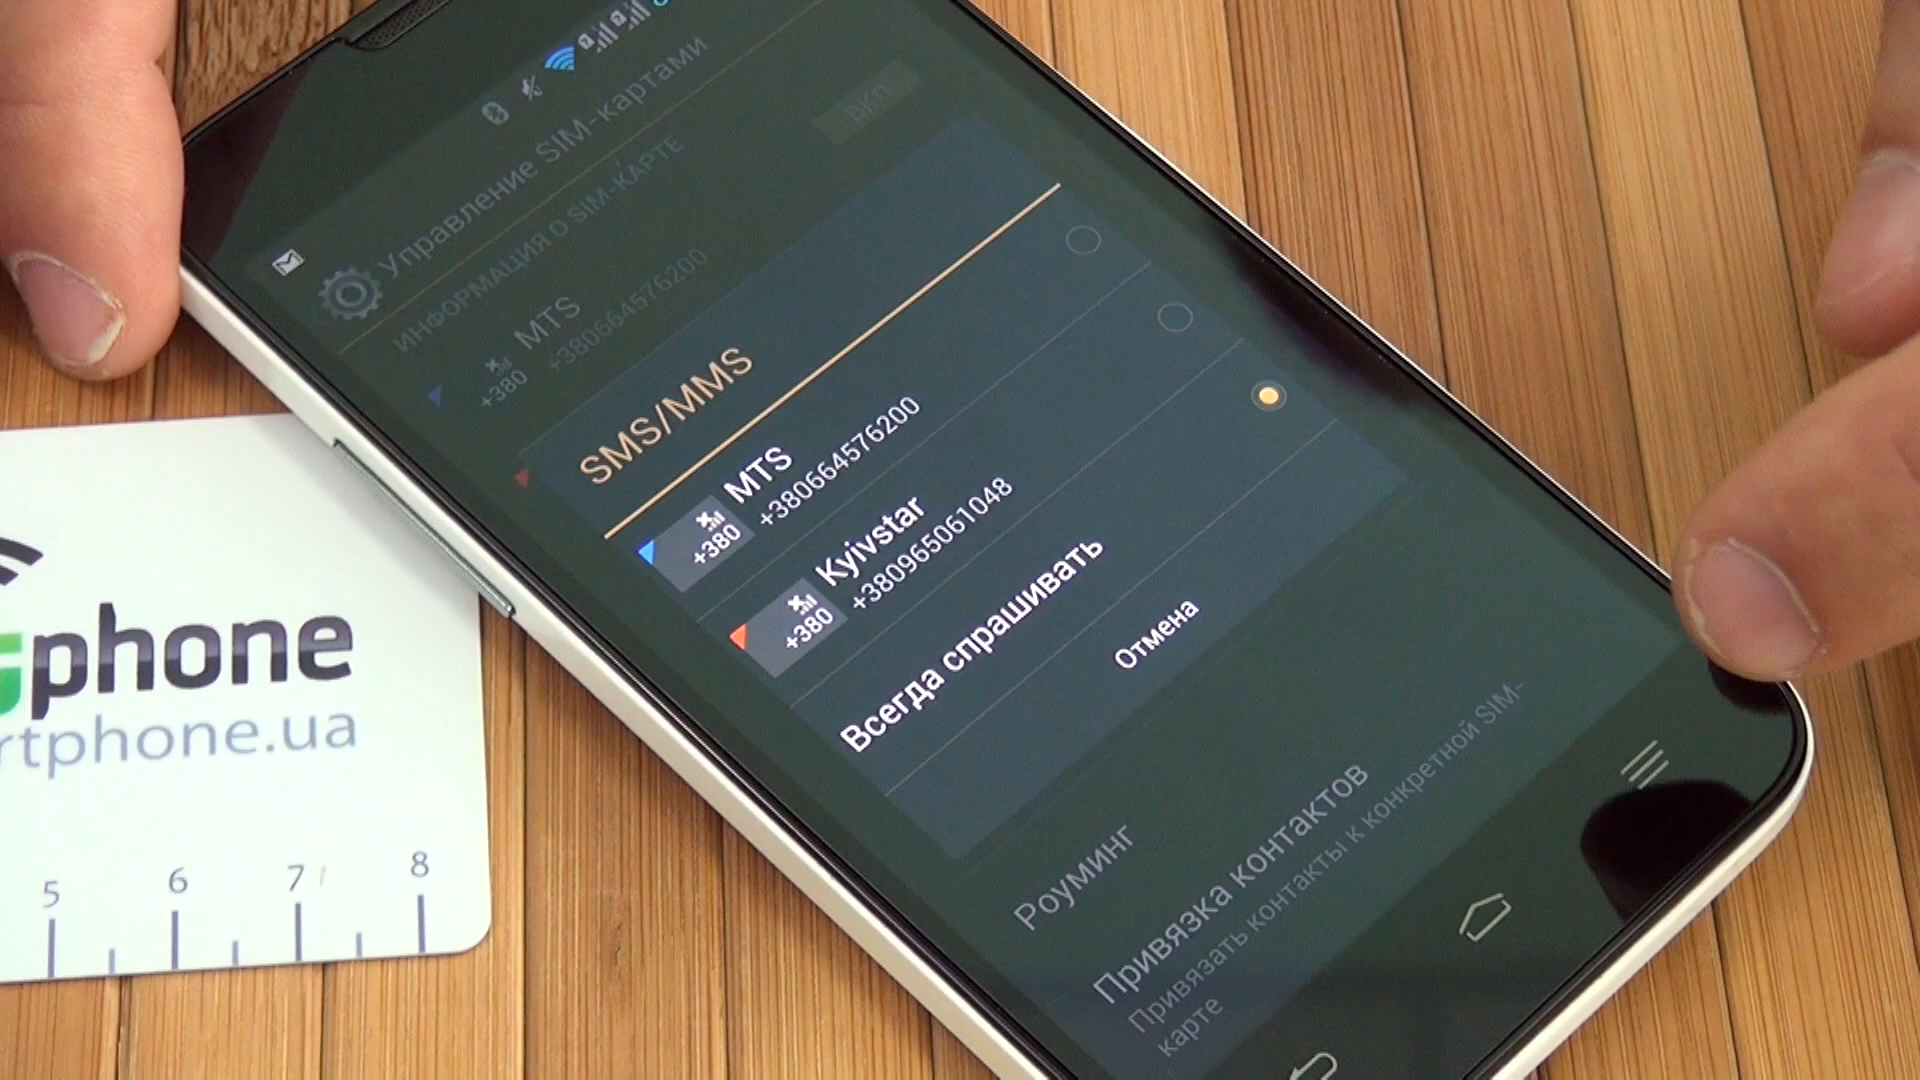 Управление SIM-картами
ИНФОРМАЦИЯ О SIM-КАРТЕ
ВКЛ
MTS
+380664576200
+380
SMS/MMS
MTS
+380664576200
+380
Kyivstar
+380965061048
+380
Всегда спрашивать
Отмена
Роуминг
Привязка контактов
Привязать контакты к конкретной SIM-
карте
phone
rtphone.ua
5 6 7 8